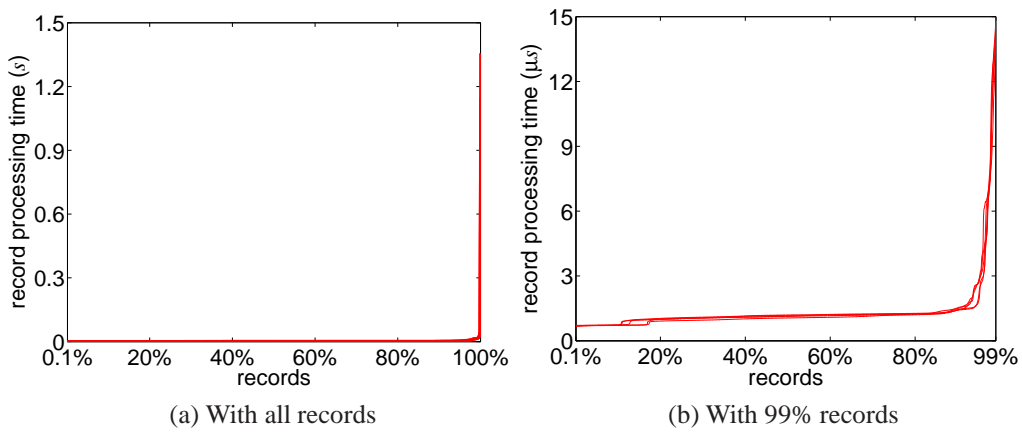 record processing time (s)
1.5
1.2
0.9
0.6
0.3
0
0.1% 20% 40% 60% 80% 100%
records
(a) With all records
record processing time (μs)
15
12
9
6
3
0
0.1% 20% 40% 60% 80% 99%
records
(b) With 99% records